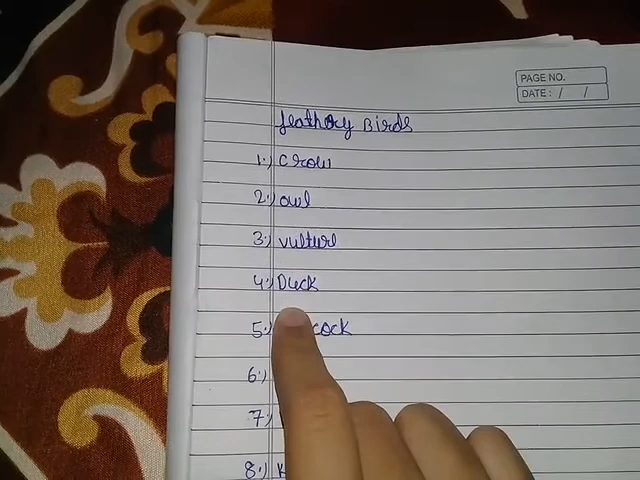 PAGE NO.
DATE: / /
feathery Birds
1.) Crow
2.) owl
3.) vulture
4.) Duck
5.) cock
6.)
7.)
8.) K